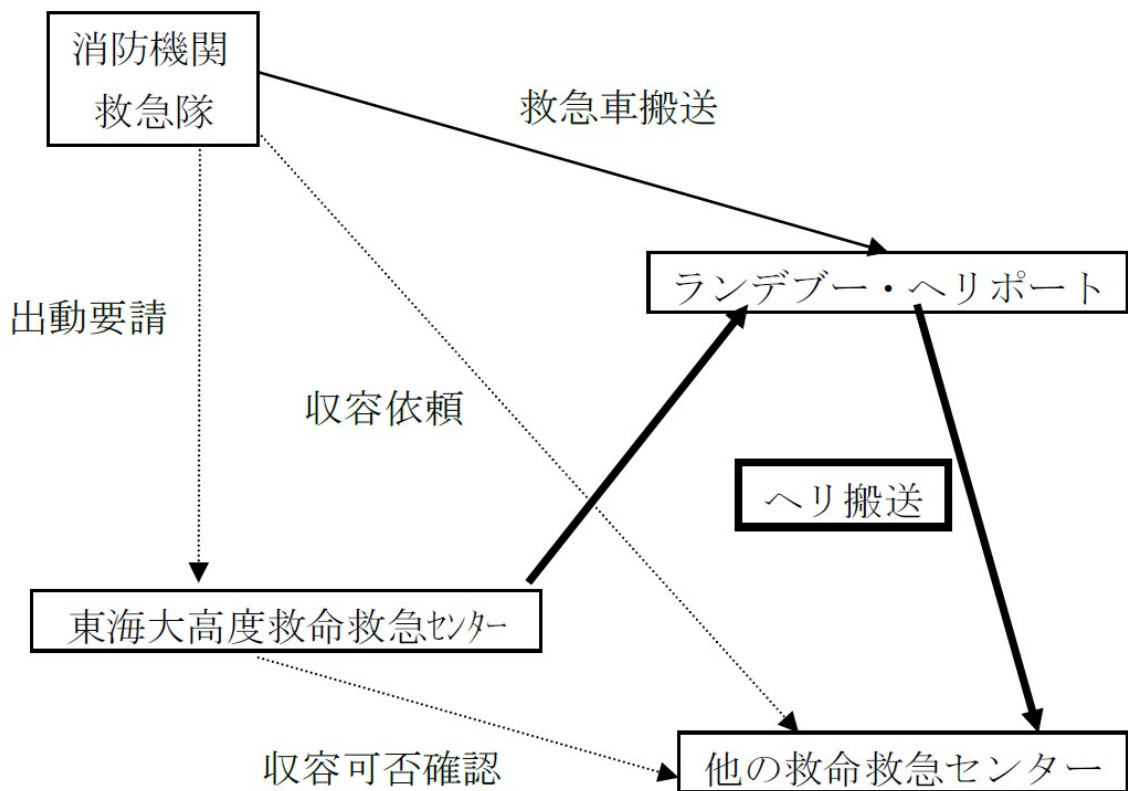 消防機関
救急隊
救急車搬送
ランデブー・ヘリポート
出動要請
収容依頼
ヘリ搬送
東海大高度救命救急ｾﾝﾀｰ
収容可否確認
他の救命救急センター